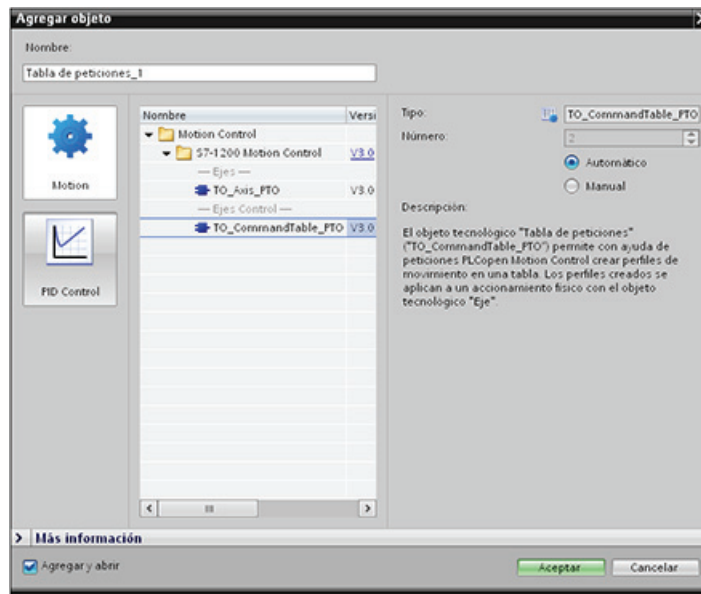 Agregar objeto
Nombre:
Tabla de peticiones_1
Motion
PID Control
Nombre Versi
Motion Control
S7-1200 Motion Control V3.0
— Ejes —
TO_Axis_PTO V3.0
— Ejes Control —
TO_CommandTable_PTO V3.0
Tipo: TO_CommandTable_PTO
Número: 2
Automático
Manual
Descripción:
El objeto tecnológico "Tabla de peticiones"
("TO_CommandTable_PTO") permite con ayuda de
peticiones PLCopen Motion Control crear perfiles de
movimiento en una tabla. Los perfiles creados se
aplican a un accionamiento físico con el objeto
tecnológico "Eje".
Más información
Agregar y abrir
Aceptar
Cancelar